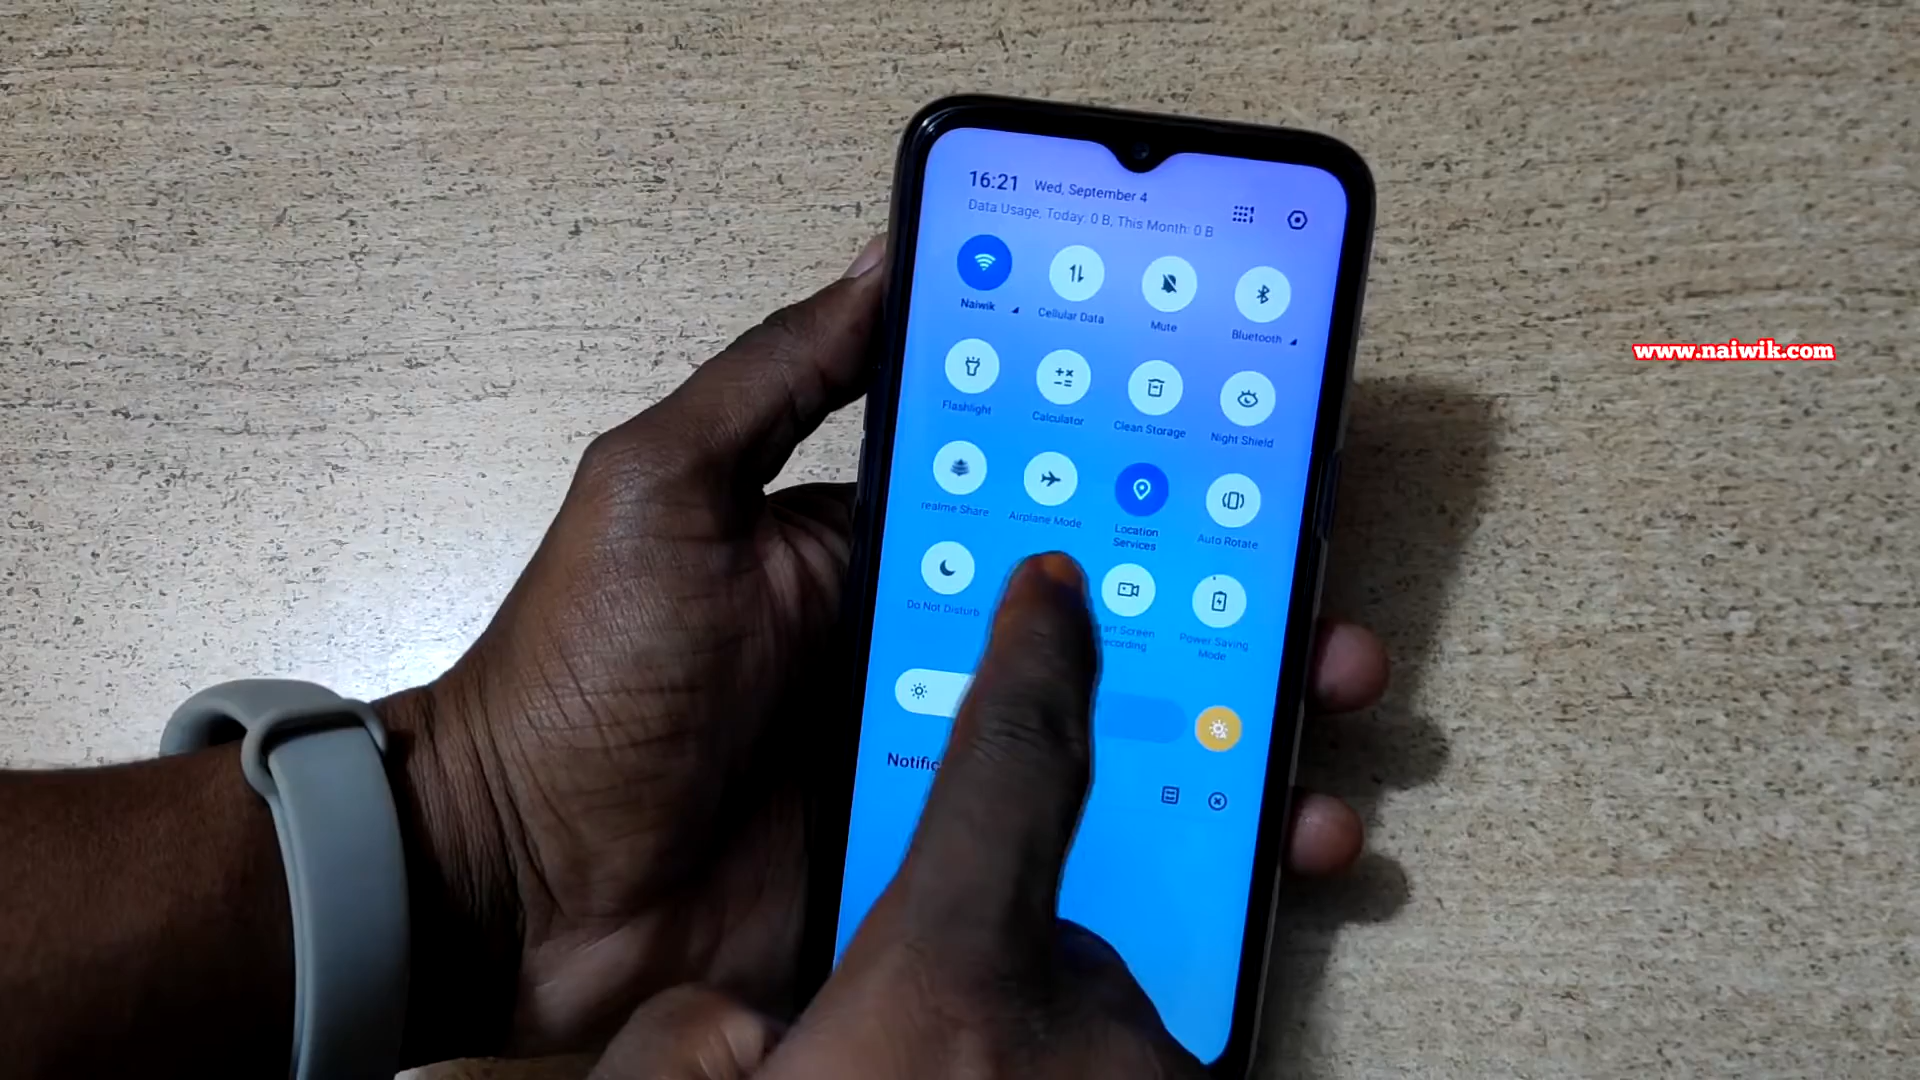 16:21 Wed, September 4
Data Usage, Today: 0 B, This Month: 0 B
Naiwik
Cellular Data
Mute
Bluetooth
www.naiwik.com
Flashlight
Calculator
Clean Storage
Night Shield
realme Share
Airplane Mode
Location
Services
Auto Rotate
Do Not Disturb
Screen
Power Saving
Mode